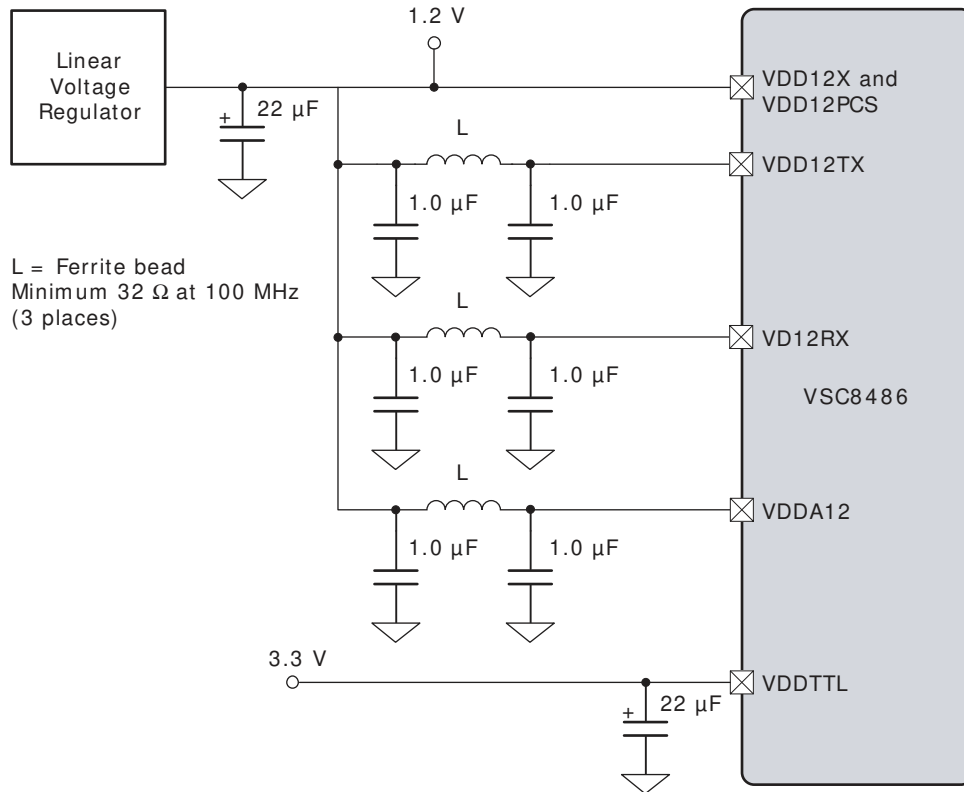 1.2 V
Linear
Voltage
Regulator
+ 22 µF
VDD12X and
VDD12PCS
L
VDD12TX
1.0 µF 1.0 µF
L = Ferrite bead
Minimum 32 Ω at 100 MHz
(3 places)
L
VD12RX
1.0 µF 1.0 µF
VSC8486
L
VDDA12
1.0 µF 1.0 µF
3.3 V
VDDTTL
+ 22 µF